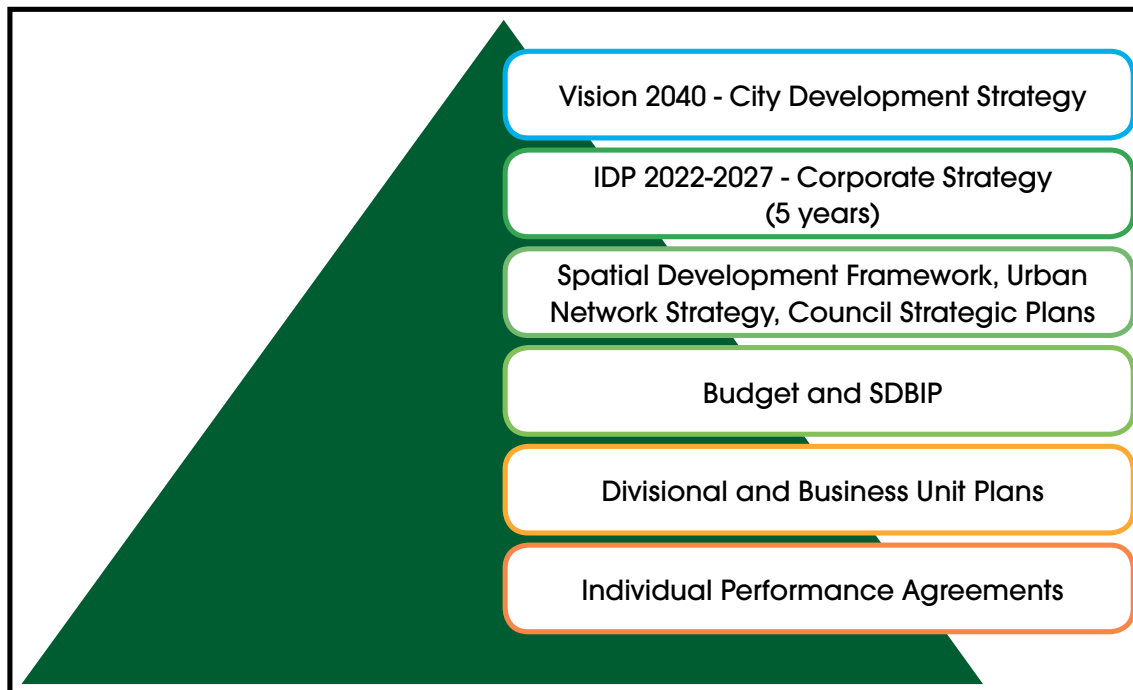 Vision 2040 - City Development Strategy
IDP 2022-2027 - Corporate Strategy
(5 years)
Spatial Development Framework, Urban
Network Strategy, Council Strategic Plans
Budget and SDBIP
Divisional and Business Unit Plans
Individual Performance Agreements